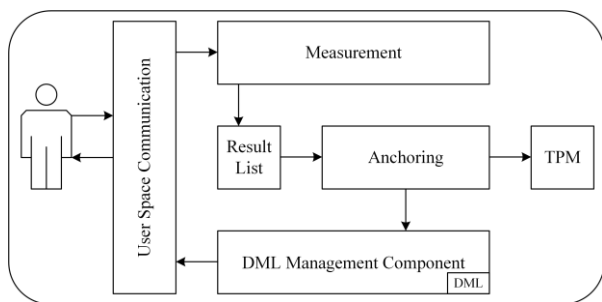 User Space Communication
Measurement
Result
List
Anchoring
TPM
DML Management Component
DML